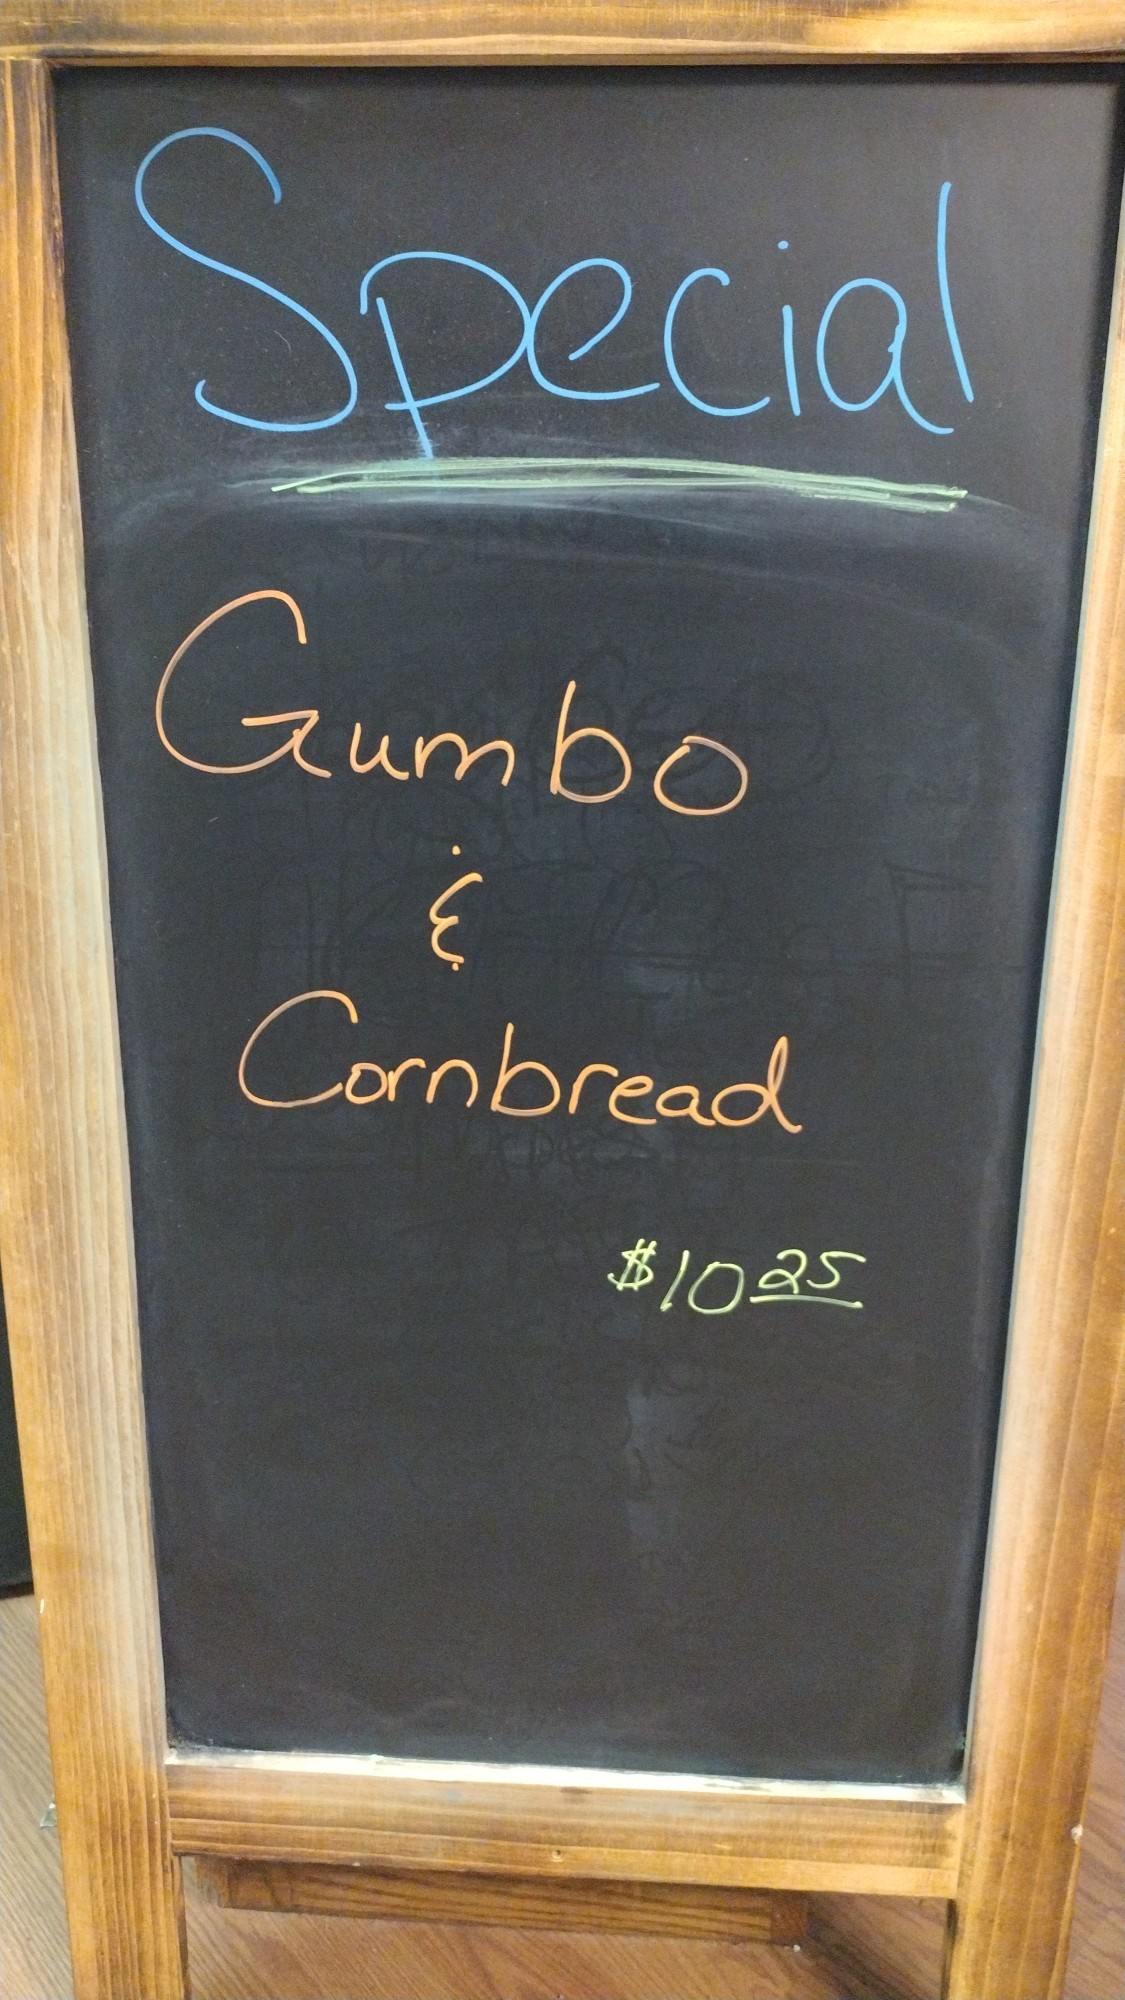 Special
Gumbo
&
Cornbread
$10 25